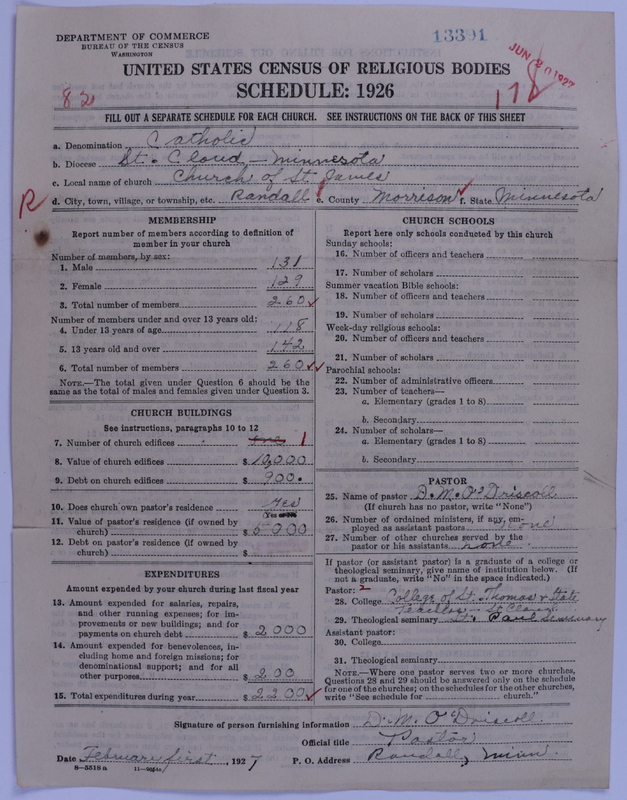 DEPARTMENT OF COMMERCE
BUREAU OF THE CENSUS
WASHINGTON
13391
JUN 20 1927
UNITED STATES CENSUS OF RELIGIOUS BODIES
SCHEDULE: 1926
82
178
FILL OUT A SEPARATE SCHEDULE FOR EACH CHURCH. SEE INSTRUCTIONS ON THE BACK OF THIS SHEET
a. Denomination Catholic
b. Diocese St. Cloud - Minnesota
c. Local name of church Church of St. James
R
d. City, town, village, or township, etc. Randall e. County Morrison f. State Minnesota
MEMBERSHIP
Report number of members according to definition of member in your church
Number of members, by sex:
1. Male 131
2. Female 129
3. Total number of members 260
Number of members under and over 13 years old:
4. Under 13 years of age 118
5. 13 years old and over 142
6. Total number of members 260
NOTE.—The total given under Question 6 should be the same as the total of males and females given under Question 3.
CHURCH BUILDINGS
See instructions, paragraphs 10 to 12
7. Number of church edifices one 1
8. Value of church edifices $ 12,000
9. Debt on church edifices $ 900.
10. Does church own pastor's residence Yes
(Yes or no)
11. Value of pastor's residence (if owned by church) $ 5000
12. Debt on pastor's residence (if owned by church) $
EXPENDITURES
Amount expended by your church during last fiscal year
13. Amount expended for salaries, repairs, and other running expenses; for improvements or new buildings; and for payments on church debt $ 2000
14. Amount expended for benevolences, including home and foreign missions; for denominational support; and for all other purposes $ 200
15. Total expenditures during year $ 2200
CHURCH SCHOOLS
Report here only schools conducted by this church
Sunday schools:
16. Number of officers and teachers
17. Number of scholars
Summer vacation Bible schools:
18. Number of officers and teachers
19. Number of scholars
Week-day religious schools:
20. Number of officers and teachers
21. Number of scholars
Parochial schools:
22. Number of administrative officers
23. Number of teachers—
a. Elementary (grades 1 to 8)
b. Secondary
24. Number of scholars—
a. Elementary (grades 1 to 8)
b. Secondary
PASTOR
25. Name of pastor D. M. O'Driscoll
(If church has no pastor, write "None")
26. Number of ordained ministers, if any, employed as assistant pastors none
27. Number of other churches served by the pastor or his assistants none
If pastor (or assistant pastor) is a graduate of a college or theological seminary, give name of institution below. (If not a graduate, write "No" in the space indicated.)
Pastor: 2
28. College College of St. Thomas & State
Teachers - St. Cloud
29. Theological seminary St. Paul Seminary
Assistant pastor:
30. College
31. Theological seminary
NOTE.—Where one pastor serves two or more churches, Questions 28 and 29 should be answered only on the schedule for one of the churches; on the schedules for the other churches, write "See schedule for church."
Signature of person furnishing information D. M. O'Driscoll
Official title Pastor
Date February first, 1927 P. O. Address Randall, Minn.
8-5518a